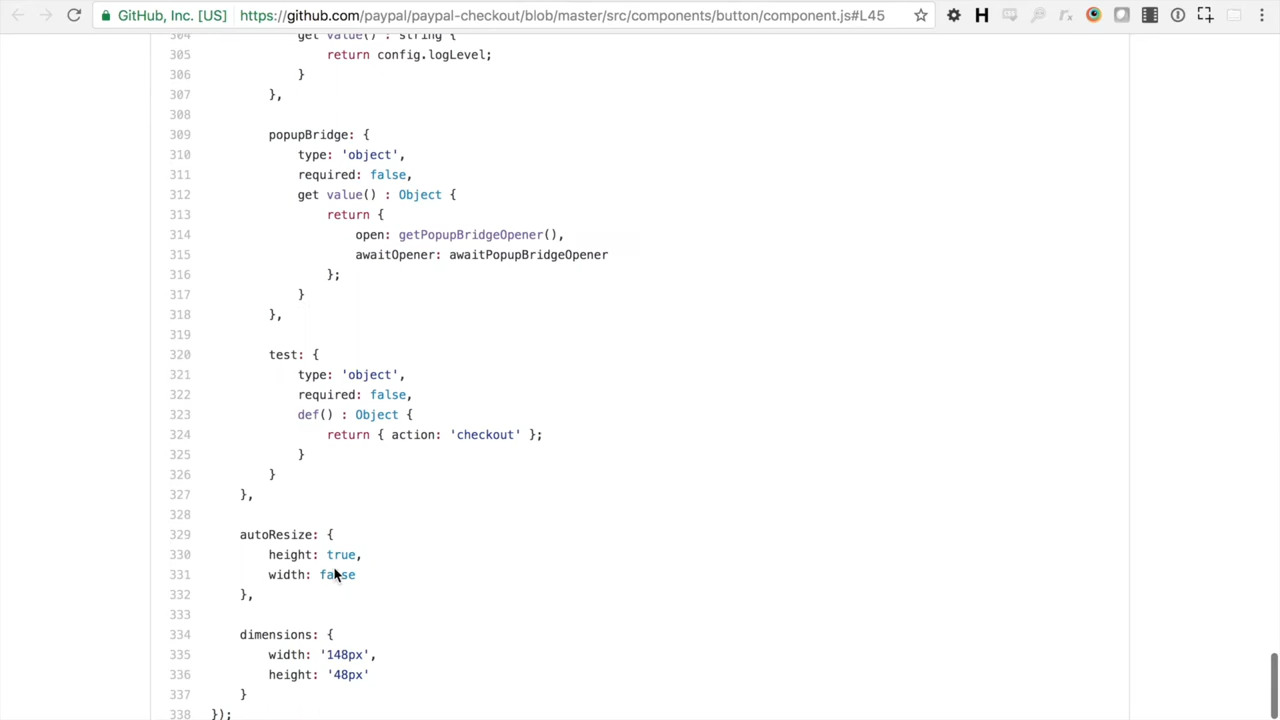 GitHub, Inc. [US]
https://github.com/paypal/paypal-checkout/blob/master/src/components/button/component.js#L45
304 get value() : string {
305 return config.logLevel;
306 }
307 },
308
309 popupBridge: {
310 type: 'object',
311 required: false,
312 get value() : Object {
313 return {
314 open: getPopupBridgeOpener(),
315 awaitOpener: awaitPopupBridgeOpener
316 };
317 }
318 },
319
320 test: {
321 type: 'object',
322 required: false,
323 def() : Object {
324 return { action: 'checkout' };
325 }
326 }
327 },
328
329 autoResize: {
330 height: true,
331 width: false
332 },
333
334 dimensions: {
335 width: '148px',
336 height: '48px'
337 }
338 });